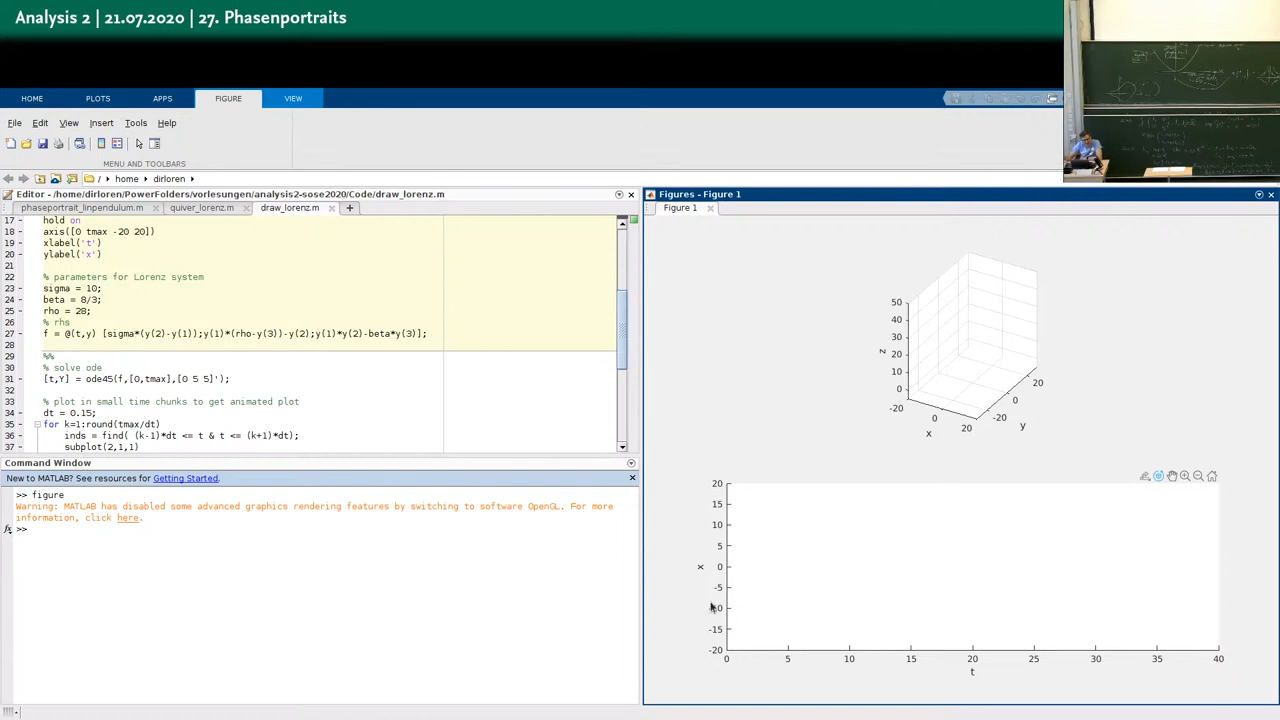 Analysis 2 | 21.07.2020 | 27. Phasenportraits
HOME PLOTS APPS FIGURE VIEW
File Edit View Insert Tools Help
MENU AND TOOLBARS
/ home dirloren
Editor - /home/dirloren/PowerFolders/vorlesungen/analysis2-sose2020/Code/draw_lorenz.m
phaseportrait_linpendulum.m quiver_lorenz.m draw_lorenz.m
17 hold on
18 axis([0 tmax -20 20])
19 xlabel('t')
20 ylabel('x')
21
22 % parameters for Lorenz system
23 sigma = 10;
24 beta = 8/3;
25 rho = 28;
26 % rhs
27 f = @(t,y) [sigma*(y(2)-y(1));y(1)*(rho-y(3))-y(2);y(1)*y(2)-beta*y(3)];
28
29 %%
30 % solve ode
31 [t,Y] = ode45(f,[0,tmax],[0 5 5]');
32
33 % plot in small time chunks to get animated plot
34 dt = 0.15;
35 for k=1:round(tmax/dt)
36 inds = find( (k-1)*dt <= t & t <= (k+1)*dt);
37 subplot(2,1,1)
Command Window
New to MATLAB? See resources for Getting Started.
>> figure
Warning: MATLAB has disabled some advanced graphics rendering features by switching to software OpenGL. For more
information, click here.
fx >>
Figures - Figure 1
Figure 1
50
40
30
20
10
0
z
-20 0 20
x
-20 0 20
y
20
15
10
5
0
-5
-15
-20
x
0 5 10 15 20 25 30 35 40
t